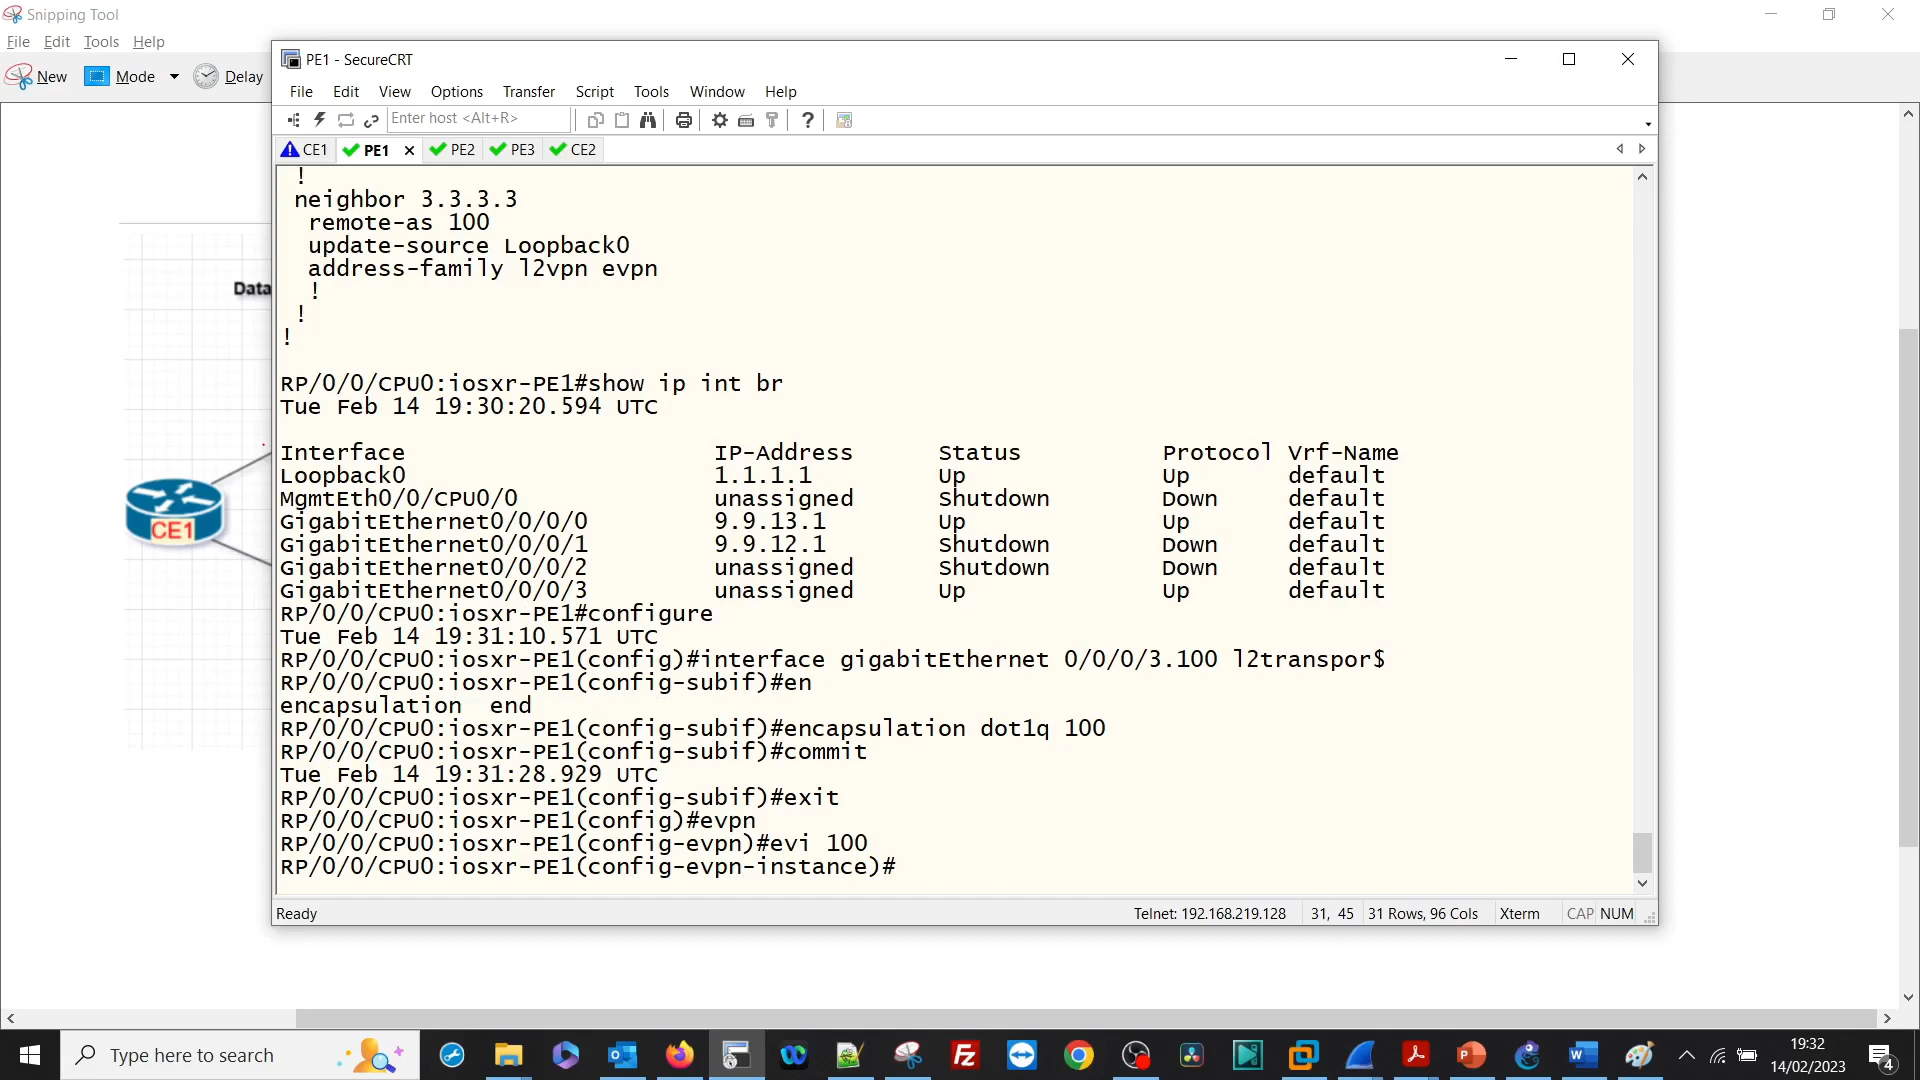 Snipping Tool
File Edit Tools Help
New Mode Delay
PE1 - SecureCRT
File Edit View Options Transfer Script Tools Window Help
Enter host <Alt+R>
CE1 PE1 PE2 PE3 CE2
!
neighbor 3.3.3.3
remote-as 100
update-source Loopback0
address-family l2vpn evpn
!
!
!
RP/0/0/CPU0:iosxr-PE1#show ip int br
Tue Feb 14 19:30:20.594 UTC
Interface IP-Address Status Protocol Vrf-Name
Loopback0 1.1.1.1 Up Up default
MgmtEth0/0/CPU0/0 unassigned Shutdown Down default
GigabitEthernet0/0/0/0 9.9.13.1 Up Up default
GigabitEthernet0/0/0/1 9.9.12.1 Shutdown Down default
GigabitEthernet0/0/0/2 unassigned Shutdown Down default
GigabitEthernet0/0/0/3 unassigned Up Up default
RP/0/0/CPU0:iosxr-PE1#configure
Tue Feb 14 19:31:10.571 UTC
RP/0/0/CPU0:iosxr-PE1(config)#interface gigabitEthernet 0/0/0/3.100 l2transpor$
RP/0/0/CPU0:iosxr-PE1(config-subif)#en
encapsulation end
RP/0/0/CPU0:iosxr-PE1(config-subif)#encapsulation dot1q 100
RP/0/0/CPU0:iosxr-PE1(config-subif)#commit
Tue Feb 14 19:31:28.929 UTC
RP/0/0/CPU0:iosxr-PE1(config-subif)#exit
RP/0/0/CPU0:iosxr-PE1(config)#evpn
RP/0/0/CPU0:iosxr-PE1(config-evpn)#evi 100
RP/0/0/CPU0:iosxr-PE1(config-evpn-instance)#
Ready Telnet: 192.168.219.128 31, 45 31 Rows, 96 Cols Xterm CAP NUM
Data
CE1
Type here to search
19:32
14/02/2023
4